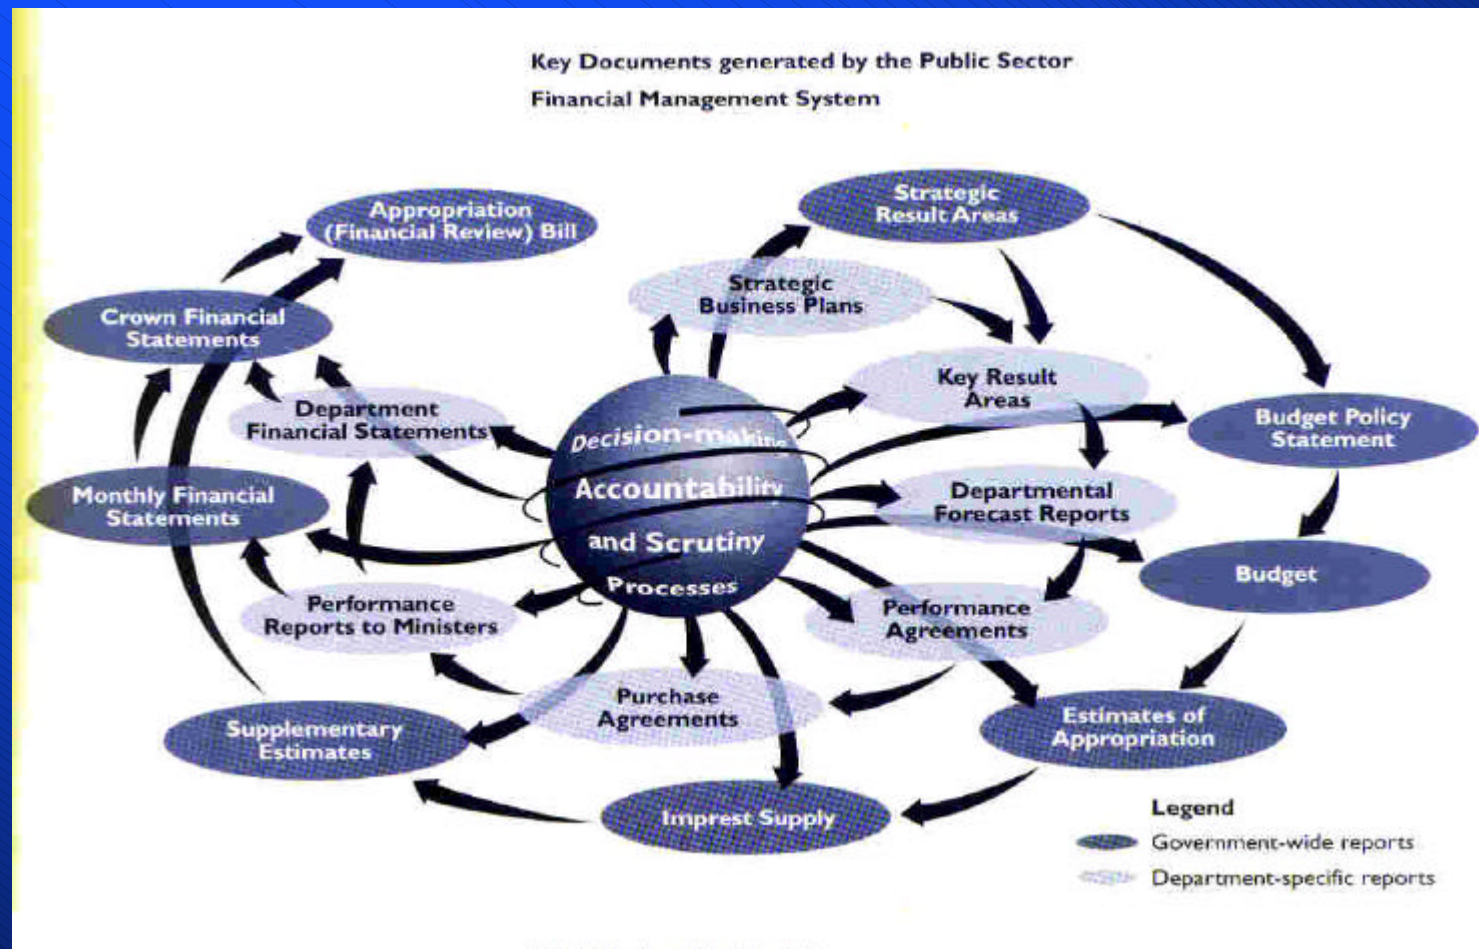 Key Documents generated by the Public Sector
Financial Management System
Strategic
Result Areas
Appropriation
(Financial Review) Bill
Strategic
Business Plans
Crown Financial
Statements
Key Result
Areas
Department
Financial Statements
Budget Policy
Statement
Decision-making
Accountability
and Scrutiny
Processes
Monthly Financial
Statements
Departmental
Forecast Reports
Budget
Performance
Reports to Ministers
Performance
Agreements
Purchase
Agreements
Supplementary
Estimates
Estimates of
Appropriation
Imprest Supply
Legend
Government-wide reports
Department-specific reports